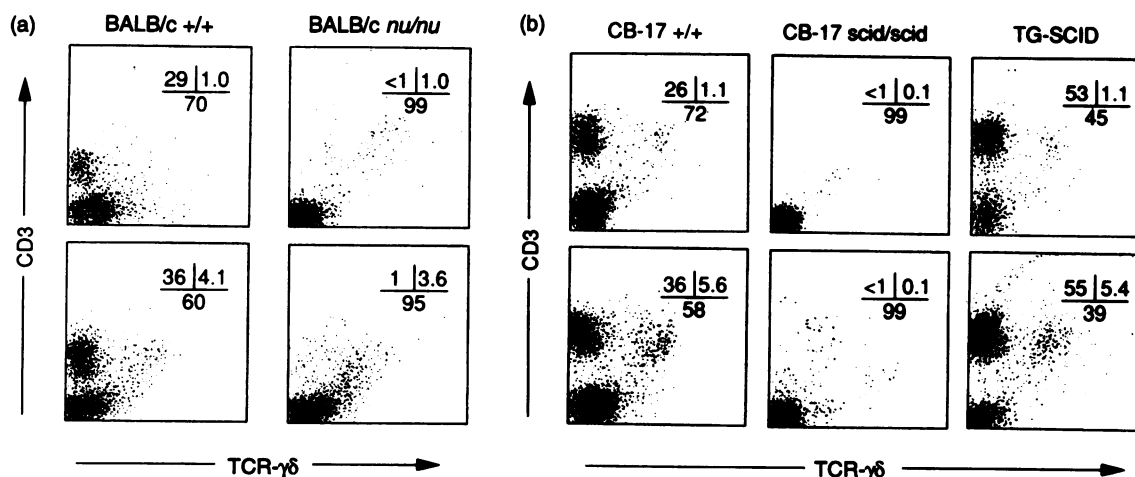 (a)
BALB/c +/+
BALB/c nu/nu
29 | 1.0
70
<1 | 1.0
99
36 | 4.1
60
1 | 3.6
95
CD3
TCR-γδ
(b)
CB-17 +/+
CB-17 scid/scid
TG-SCID
26 | 1.1
72
<1 | 0.1
99
53 | 1.1
45
36 | 5.6
58
<1 | 0.1
99
55 | 5.4
39
CD3
TCR-γδ